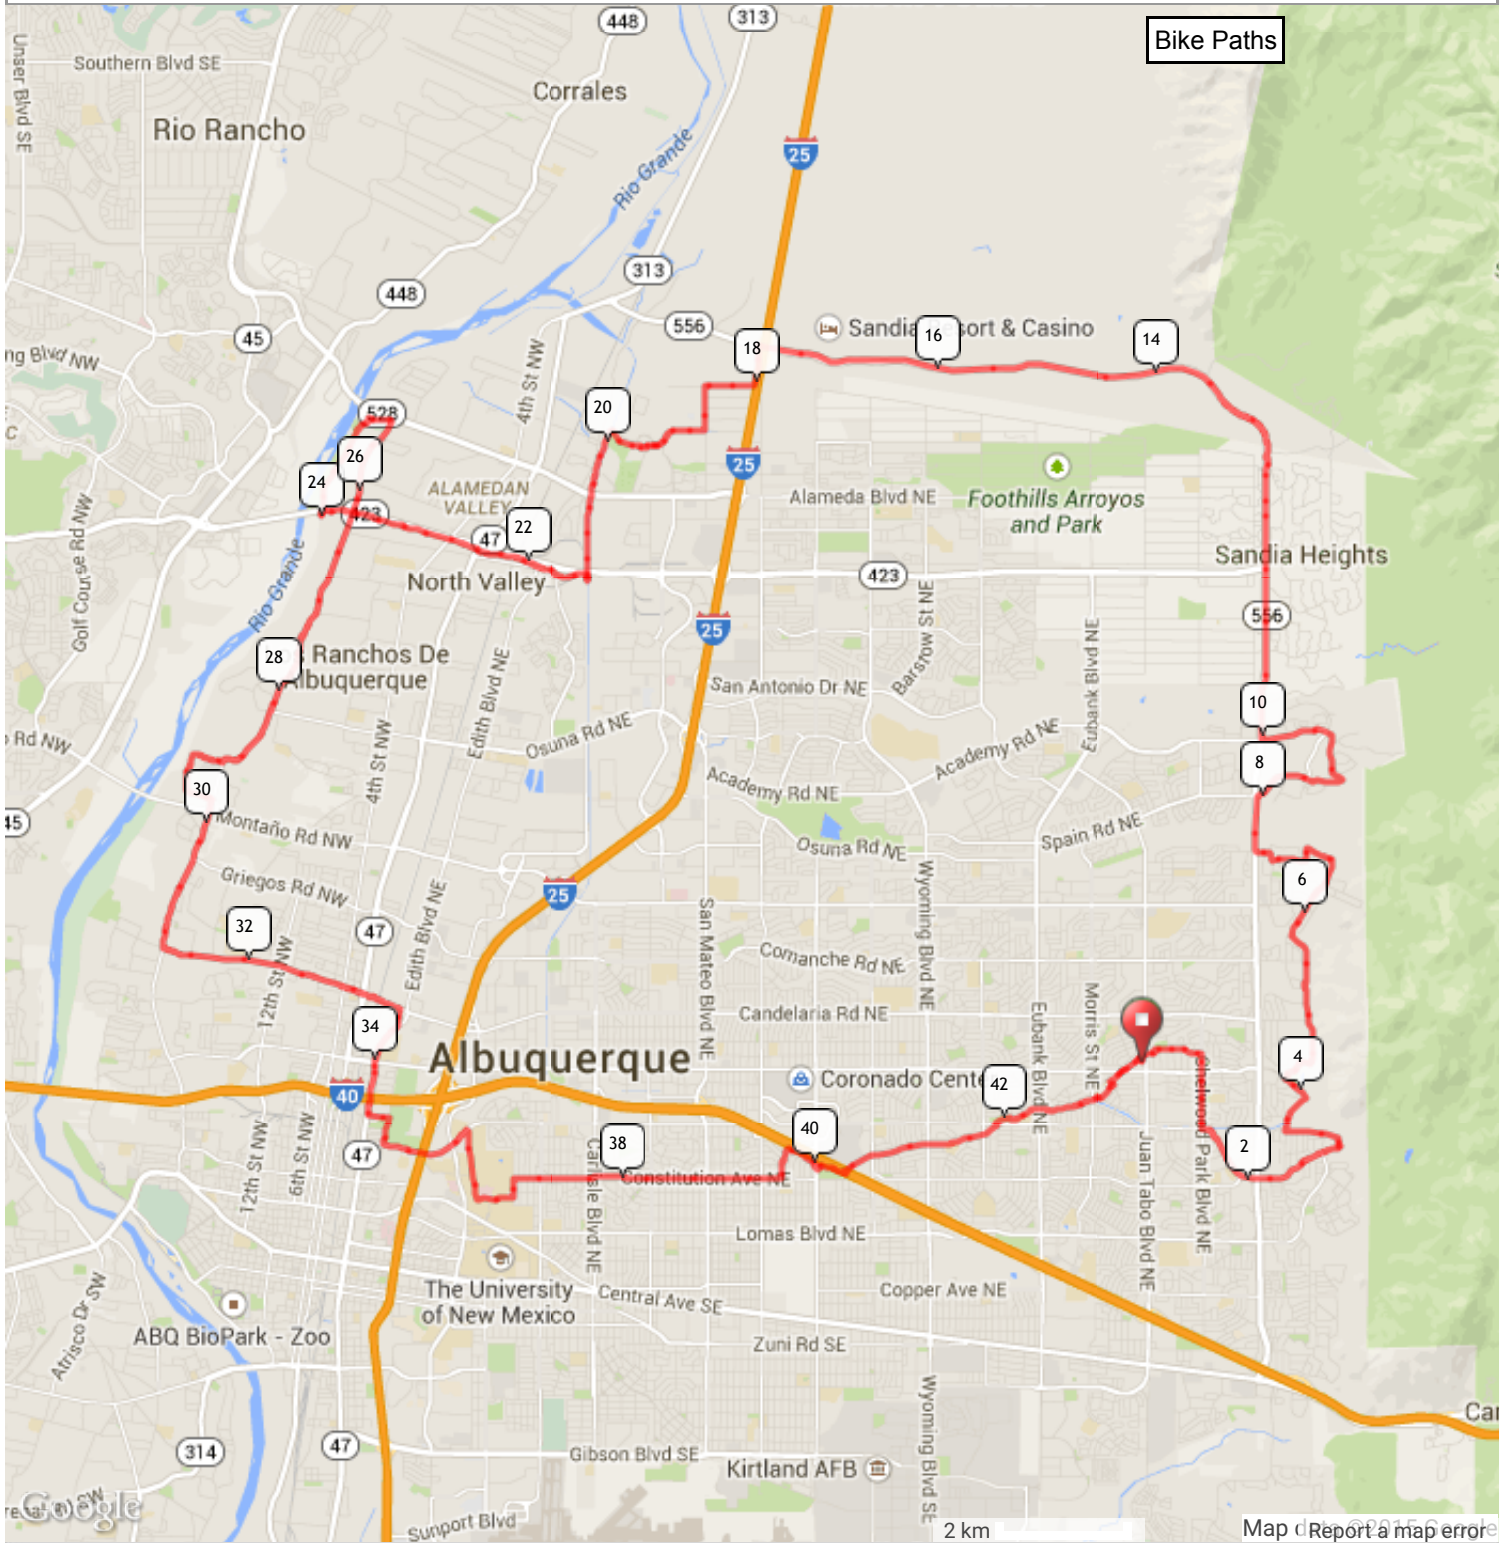 448
313
Bike Paths
Southern Blvd SE
Unser Blvd SE
Corrales
Rio Rancho
25
Rio Grande
313
448
556
45
Sandia
sort & Casino
16
14
18
4th St NW
528
20
25
26
24
ALAMEDAN
VALLEY
Alameda Blvd NE
Foothills Arroyos
and Park
423
47
22
Golf Course Rd NW
North Valley
423
Sandia Heights
Rio Grande
556
25
Barstow St NE
Eubank Blvd NE
28
s Ranchos De
lbuquerque
San Antonio Dr NE
Edith Blvd NE
10
Rd NW
Osuna Rd NE
Academy Rd NE
8
4th St NW
Academy Rd NE
30
45
Montaño Rd NW
Spain Rd NE
Osuna Rd NE
Griegos Rd NW
25
6
32
47
Edith Blvd NE
San Mateo Blvd NE
Wyoming Blvd NE
Comanche Rd NE
12th St NW
Candelaria Rd NE
Eubank Blvd NE
Morris St NE
34
Albuquerque
4
Coronado Cente
42
Chelwood Park Blvd NE
40
40
38
2
47
12th St NW
6th St NW
Carlisle Blvd NE
Constitution Ave NE
Juan Tabo Blvd NE
Lomas Blvd NE
The University
of New Mexico
Central Ave SE
Copper Ave NE
Atrisco Dr SW
ABQ BioPark - Zoo
Zuni Rd SE
Wyoming Blvd SE
Car
314
47
Gibson Blvd SE
Kirtland AFB
Google
Sunport Blvd
2 km
Map data ©2015 Google
Report a map error